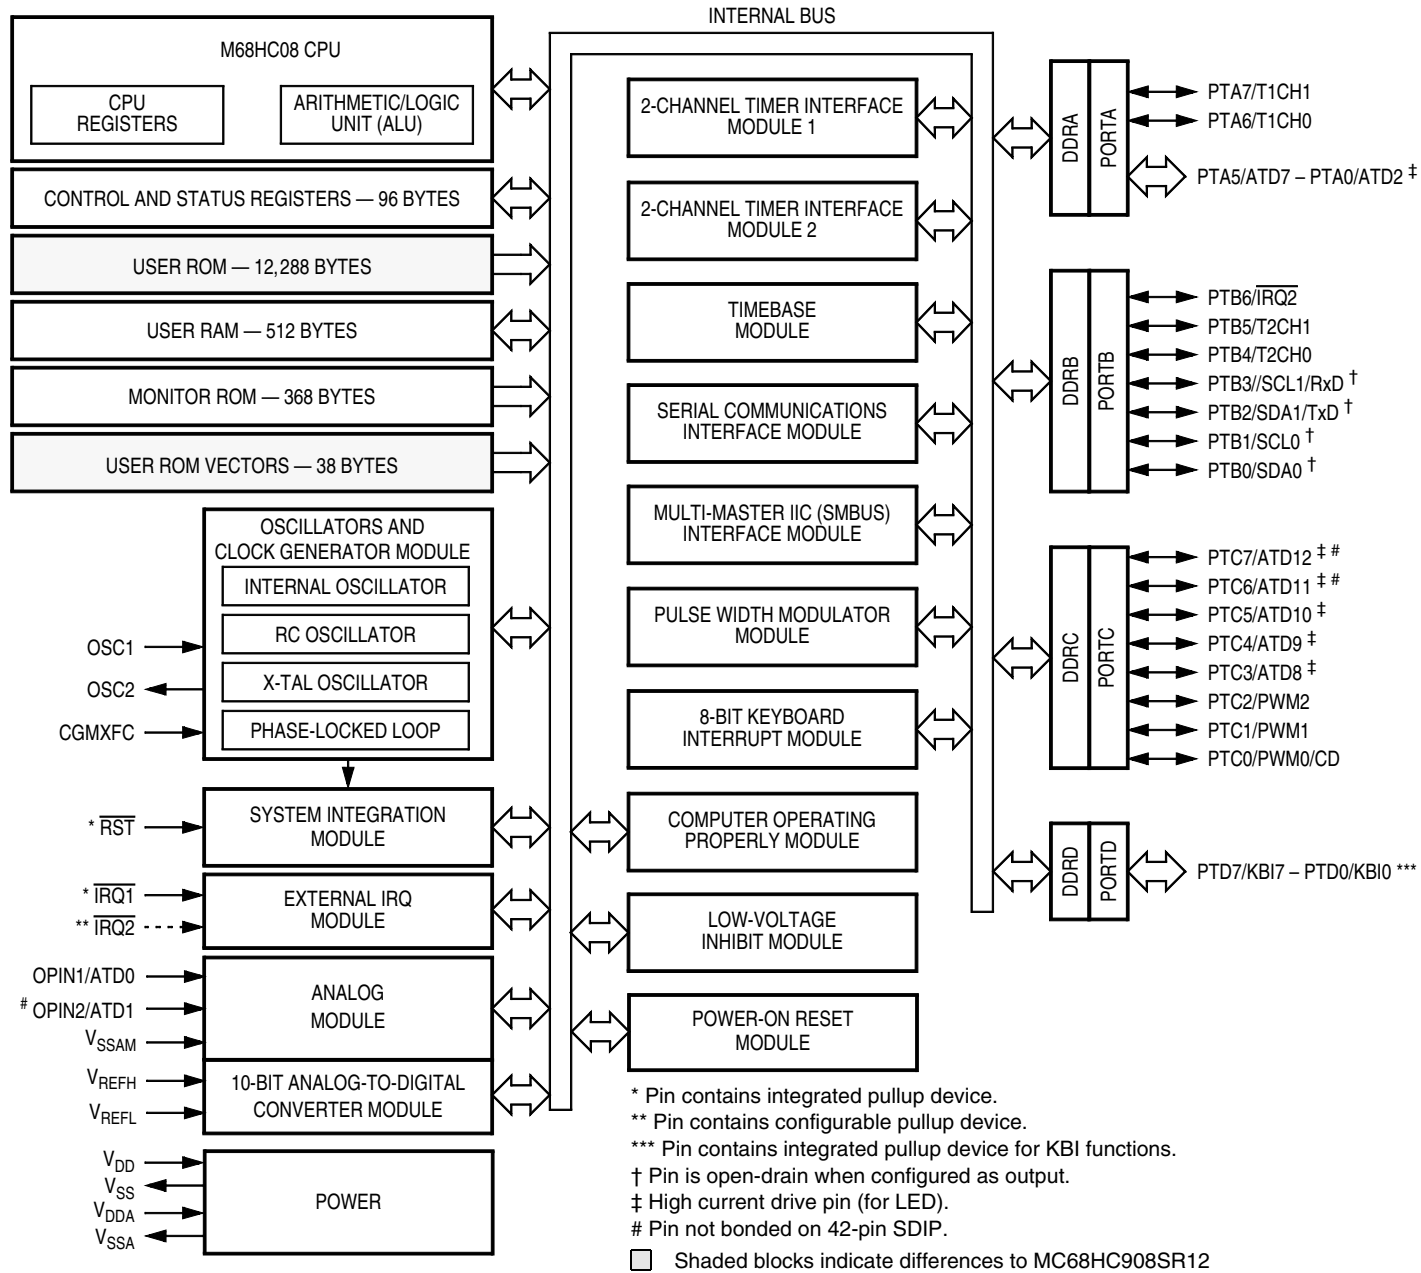 INTERNAL BUS
M68HC08 CPU
CPU
REGISTERS
ARITHMETIC/LOGIC
UNIT (ALU)
CONTROL AND STATUS REGISTERS — 96 BYTES
USER ROM — 12,288 BYTES
USER RAM — 512 BYTES
MONITOR ROM — 368 BYTES
USER ROM VECTORS — 38 BYTES
OSCILLATORS AND
CLOCK GENERATOR MODULE
INTERNAL OSCILLATOR
RC OSCILLATOR
X-TAL OSCILLATOR
PHASE-LOCKED LOOP
OSC1
OSC2
CGMXFC
SYSTEM INTEGRATION
MODULE
* RST
EXTERNAL IRQ
MODULE
* IRQ1
** IRQ2
ANALOG
MODULE
OPIN1/ATD0
# OPIN2/ATD1
VSSAM
10-BIT ANALOG-TO-DIGITAL
CONVERTER MODULE
VREFH
VREFL
POWER
VDD
VSS
VDDA
VSSA
2-CHANNEL TIMER INTERFACE
MODULE 1
2-CHANNEL TIMER INTERFACE
MODULE 2
TIMEBASE
MODULE
SERIAL COMMUNICATIONS
INTERFACE MODULE
MULTI-MASTER IIC (SMBUS)
INTERFACE MODULE
PULSE WIDTH MODULATOR
MODULE
8-BIT KEYBOARD
INTERRUPT MODULE
COMPUTER OPERATING
PROPERLY MODULE
LOW-VOLTAGE
INHIBIT MODULE
POWER-ON RESET
MODULE
DDRA
PORTA
PTA7/T1CH1
PTA6/T1CH0
PTA5/ATD7 – PTA0/ATD2 ‡
DDRB
PORTB
PTB6/IRQ2
PTB5/T2CH1
PTB4/T2CH0
PTB3//SCL1/RxD †
PTB2/SDA1/TxD †
PTB1/SCL0 †
PTB0/SDA0 †
DDRC
PORTC
PTC7/ATD12 ‡ #
PTC6/ATD11 ‡ #
PTC5/ATD10 ‡
PTC4/ATD9 ‡
PTC3/ATD8 ‡
PTC2/PWM2
PTC1/PWM1
PTC0/PWM0/CD
DDRD
PORTD
PTD7/KBI7 – PTD0/KBI0 ***
* Pin contains integrated pullup device.
** Pin contains configurable pullup device.
*** Pin contains integrated pullup device for KBI functions.
† Pin is open-drain when configured as output.
‡ High current drive pin (for LED).
# Pin not bonded on 42-pin SDIP.
Shaded blocks indicate differences to MC68HC908SR12